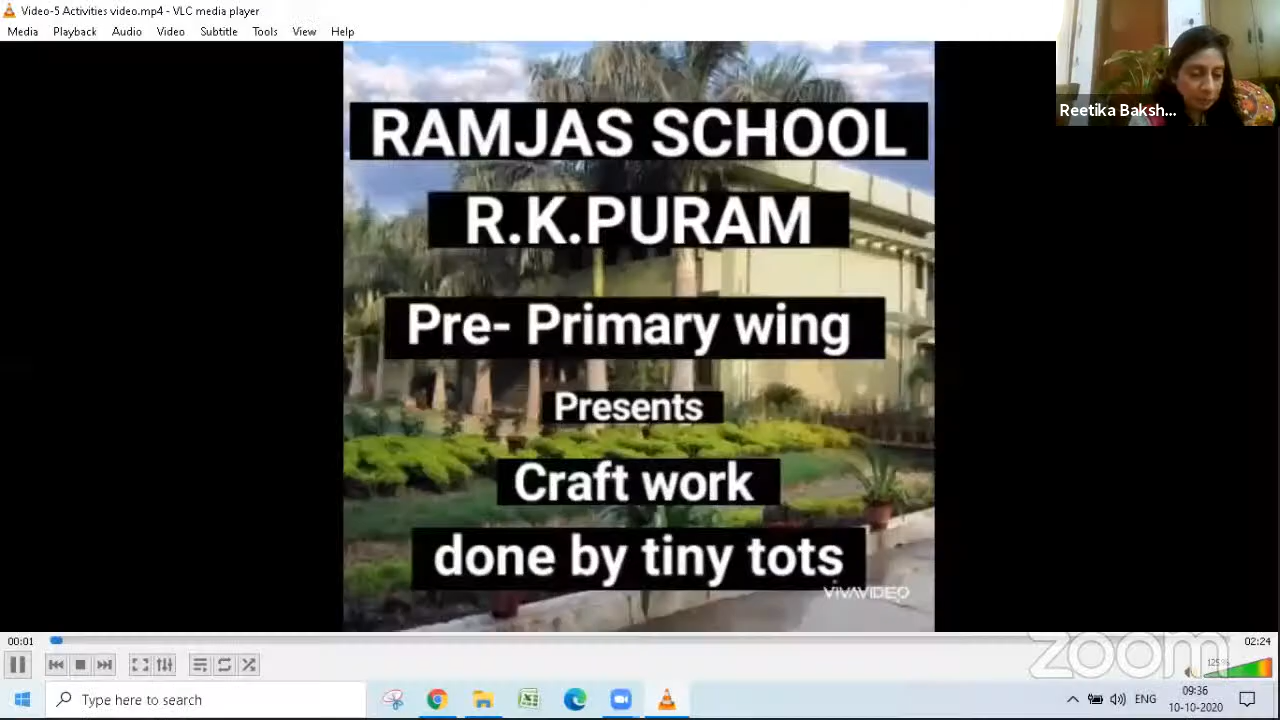 Video-5 Activities video.mp4 - VLC media player
Media Playback Audio Video Subtitle Tools View Help
Reetika Baksh...
RAMJAS SCHOOL
R.K.PURAM
Pre- Primary wing
Presents
Craft work
done by tiny tots
VIVAVIDEO
00:01
02:24
zoom
125%
Type here to search
ENG
09:36
10-10-2020